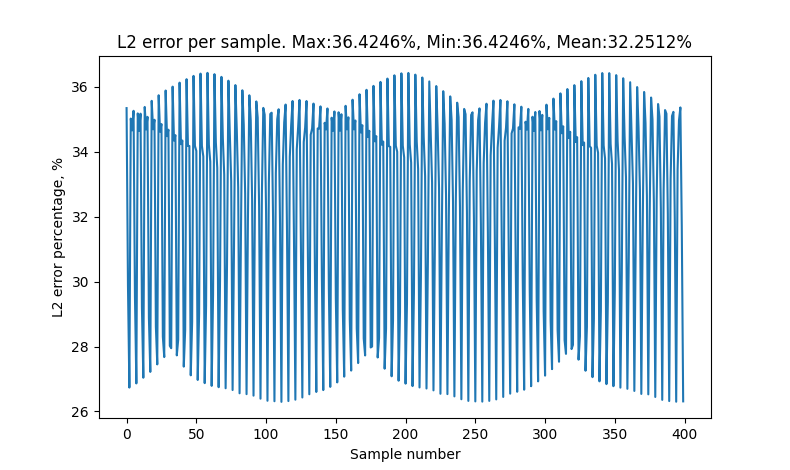 L2 error per sample. Max:36.4246%, Min:36.4246%, Mean:32.2512%
L2 error percentage, %
36
34
32
30
28
26
0 50 100 150 200 250 300 350 400
Sample number